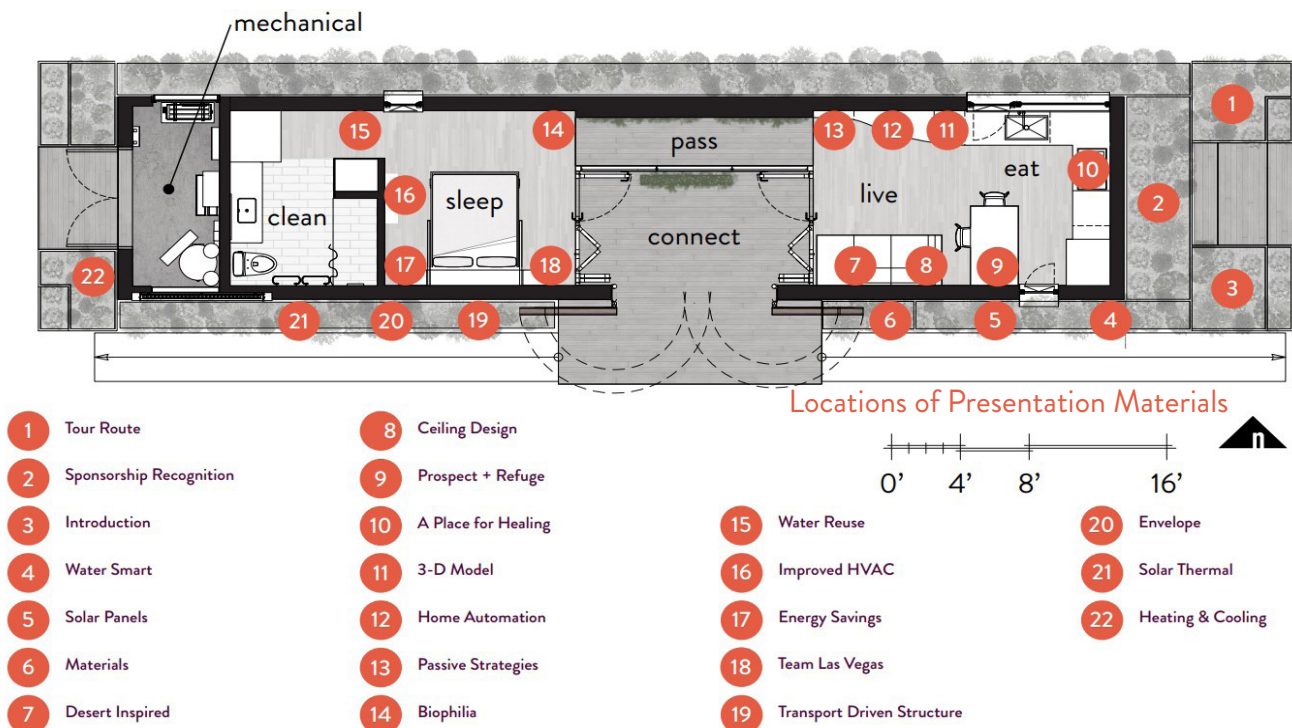 mechanical
15
14
13
12
11
1
pass
16
clean
sleep
live
eat
10
connect
2
17
18
7
8
9
22
3
21
20
19
6
5
4
Locations of Presentation Materials
n
0’ 4’ 8’ 16’
1 Tour Route
2 Sponsorship Recognition
3 Introduction
4 Water Smart
5 Solar Panels
6 Materials
7 Desert Inspired
8 Ceiling Design
9 Prospect + Refuge
10 A Place for Healing
11 3-D Model
12 Home Automation
13 Passive Strategies
14 Biophilia
15 Water Reuse
16 Improved HVAC
17 Energy Savings
18 Team Las Vegas
19 Transport Driven Structure
20 Envelope
21 Solar Thermal
22 Heating & Cooling